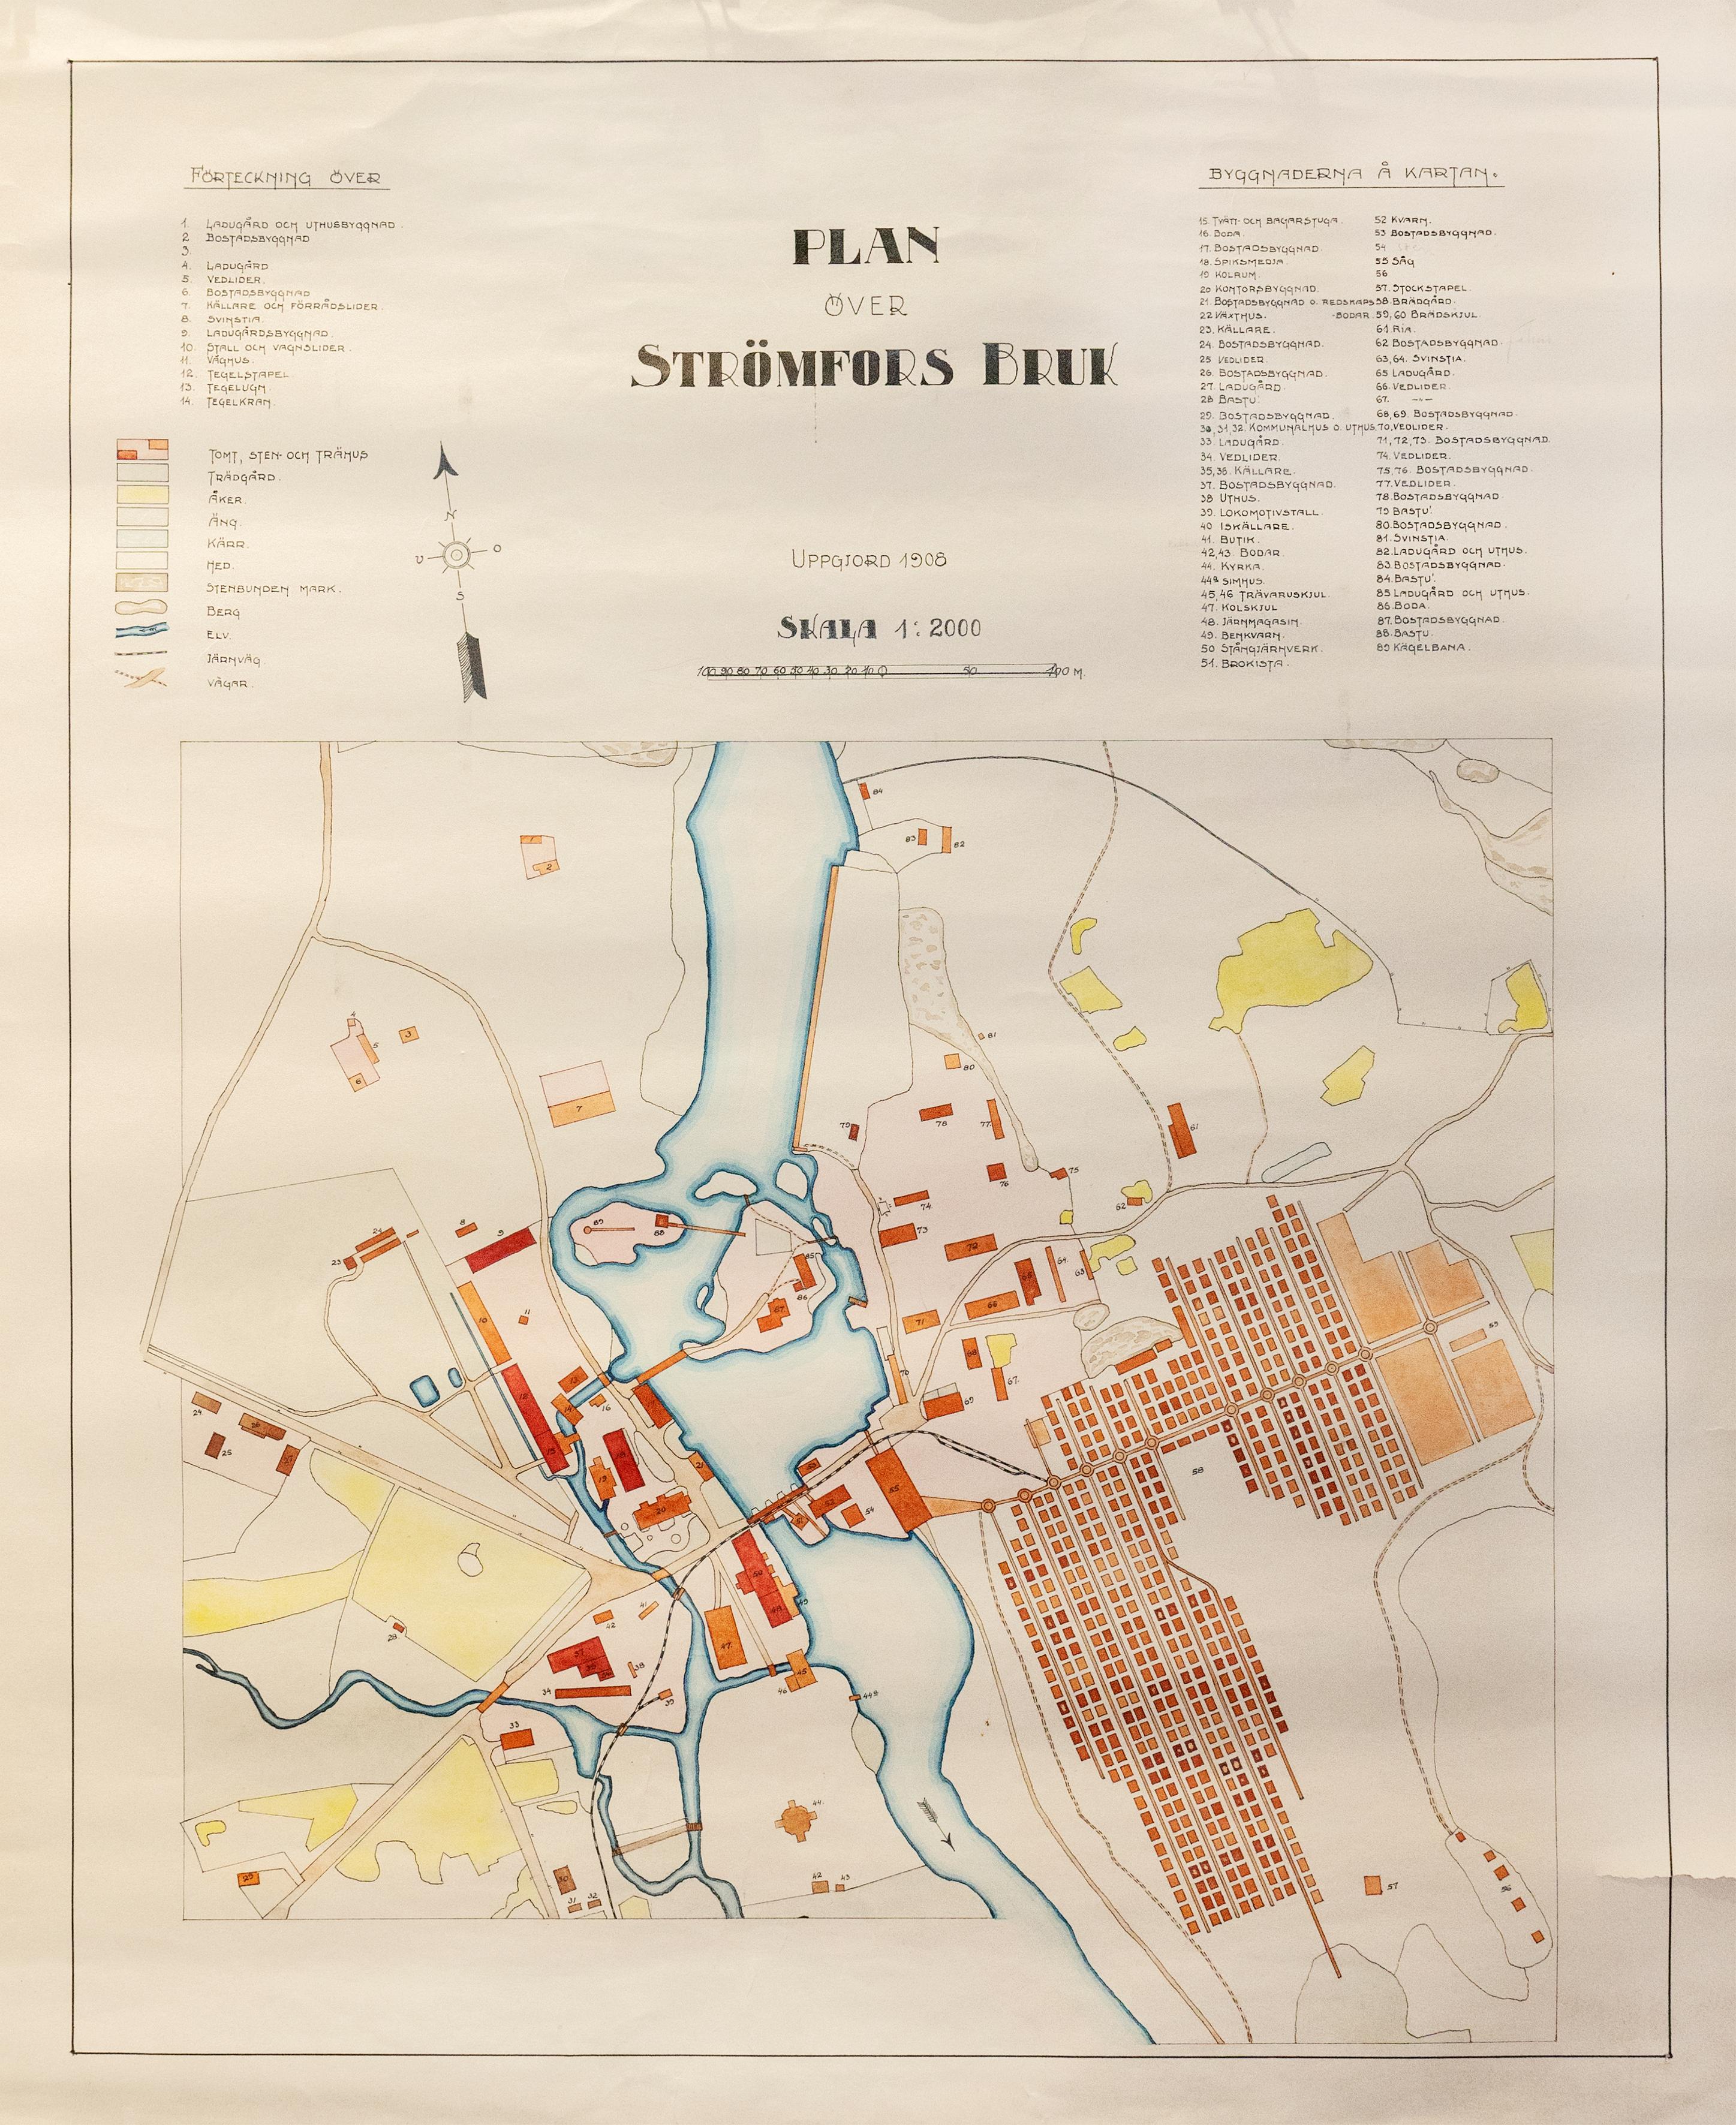 FÖRTECKNING ÖVER
1. LADUGÅRD OCH UTHUSBYGGNAD.
2 BOSTADSBYGGNAD
3.
4. LADUGÅRD
5. VEDLIDER.
6. BOSTADSBYGGNAD
7. KÄLLARE OCH FÖRRÅDSLIDER.
8. SVINSTIA.
9. LADUGÅRDSBYGGNAD.
10. STALL OCH VAGNSLIDER.
11. VÅGHUS.
12. TEGELSTAPEL
13. TEGELUGN.
14. TEGELKRAN.
TOMT, STEN- OCH TRÄHUS
TRÄDGÅRD.
ÅKER.
ÄNG.
KÄRR.
HED.
STENBUNDEN MARK.
BERG
ELV.
JÄRNVÄG.
VÄGAR.
N
V O
S
PLAN
ÖVER
STRÖMFORS BRUK
UPPGJORD 1908
SKALA 1:2000
100 90 80 70 60 50 40 30 20 10 0 50 100 M.
BYGGNADERNA Å KARTAN.
15. TVÄTT- OCH BAGARSTUGA.
16. BODA.
17. BOSTADSBYGGNAD.
18. SPIKSMEDJA.
19 KOLRUM.
20 KONTORSBYGGNAD.
21. BOSTADSBYGGNAD O. REDSKAPS
22 VÄXTHUS. -BODAR.
23. KÄLLARE.
24. BOSTADSBYGGNAD.
25 VEDLIDER.
26. BOSTADSBYGGNAD.
27. LADUGÅRD.
28 BASTU.
29. BOSTADSBYGGNAD.
30, 31, 32. KOMMUNALHUS O. UTHUS.
33. LADUGÅRD.
34. VEDLIDER.
35, 36. KÄLLARE.
37. BOSTADSBYGGNAD.
38 UTHUS.
39. LOKOMOTIVSTALL.
40 ISKÄLLARE.
41. BUTIK.
42, 43. BODAR.
44. KYRKA.
44a SIMHUS.
45, 46 TRÄVARUSKJUL.
47. KOLSKJUL
48. JÄRNMAGASIN.
49. BENKVARN.
50 STÅNGJÄRNVERK.
51. BROKISTA.
52 KVARN.
53 BOSTADSBYGGNAD.
54
55 SÅG
56
57. STOCKSTAPEL.
58. BRÄDGÅRD.
59, 60 BRÄDSKJUL.
61. RIA.
62 BOSTADSBYGGNAD.
63, 64. SVINSTIA.
65 LADUGÅRD.
66. VEDLIDER.
67. —"—
68, 69. BOSTADSBYGGNAD.
70. VEDLIDER.
71, 72, 73. BOSTADSBYGGNAD.
74. VEDLIDER.
75, 76. BOSTADSBYGGNAD.
77. VEDLIDER.
78. BOSTADSBYGGNAD.
79 BASTU.
80. BOSTADSBYGGNAD.
81. SVINSTIA.
82. LADUGÅRD OCH UTHUS.
83. BOSTADSBYGGNAD.
84. BASTU.
85 LADUGÅRD OCH UTHUS.
86. BODA.
87. BOSTADSBYGGNAD.
88. BASTU.
89 KÄGELBANA.
84
83
82
1
2
4
3
5
6
7
81
80
78
77
79
61
76
75
62
74
73
72
64
63
66
71
68
67
70
69
89
88
85
86
87
24
23
8
9
10
11
12
13
14
15
16
18
19
20
21
24
26
25
28
55
52
54
50
49
47
45
46
41
42
37
38
34
39
33
44a
44
42
43
29
30
31
32
58
59
57
56